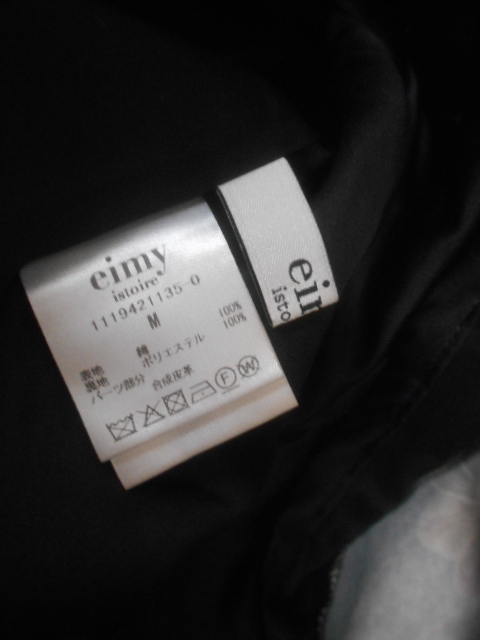 eimy
istoire
1119421135-0
M
表地 綿 100%
裏地 ポリエステル 100%
パーツ部分 合成皮革
F W
ein
isto